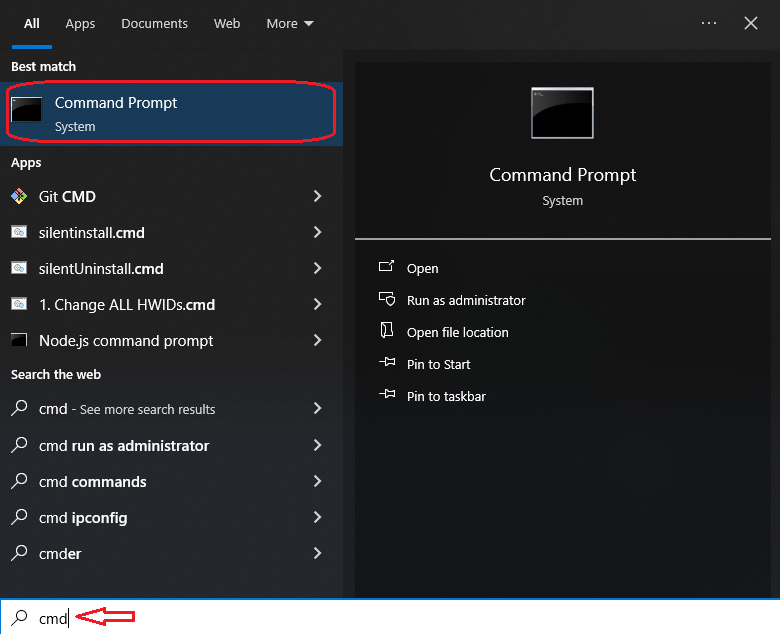 All Apps Documents Web More
Best match
Command Prompt
System
Apps
Git CMD
silentinstall.cmd
silentUninstall.cmd
1. Change ALL HWIDs.cmd
Node.js command prompt
Search the web
cmd - See more search results
cmd run as administrator
cmd commands
cmd ipconfig
cmder
Command Prompt
System
Open
Run as administrator
Open file location
Pin to Start
Pin to taskbar
cmd